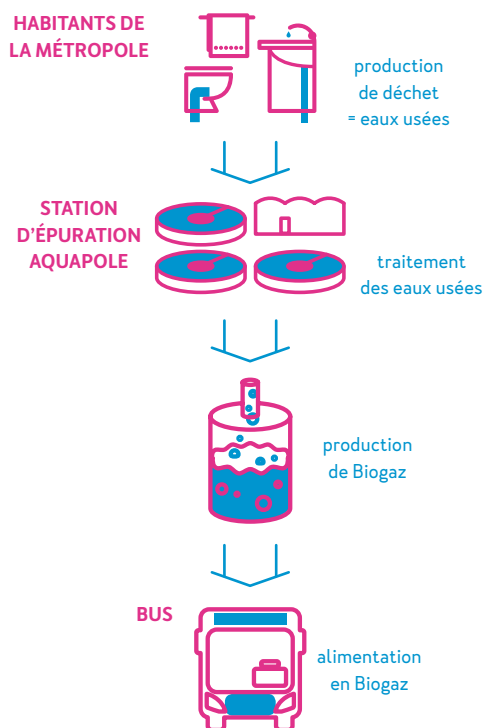 HABITANTS DE
LA MÉTROPOLE
production
de déchet
= eaux usées
STATION
D’ÉPURATION
AQUAPOLE
traitement
des eaux usées
production
de Biogaz
BUS
alimentation
en Biogaz